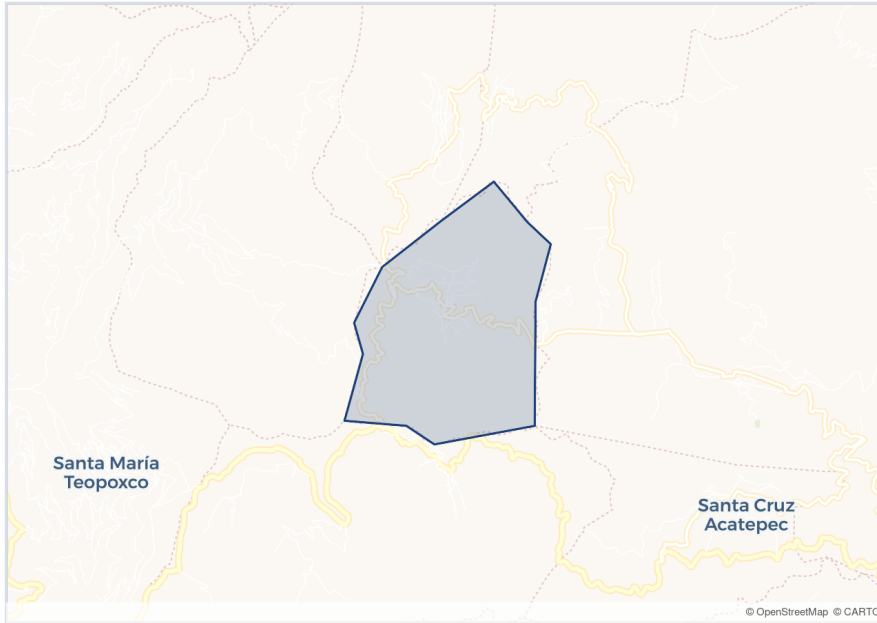 Santa María
Teopoxco
Santa Cruz
Acatepec
© OpenStreetMap © CARTO